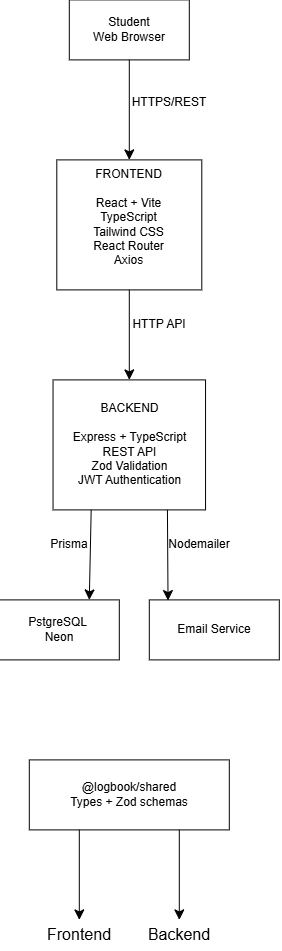 Student
Web Browser
HTTPS/REST
FRONTEND
React + Vite
TypeScript
Tailwind CSS
React Router
Axios
HTTP API
BACKEND
Express + TypeScript
REST API
Zod Validation
JWT Authentication
Prisma
Nodemailer
PstgreSQL
Neon
Email Service
@logbook/shared
Types + Zod schemas
Frontend
Backend